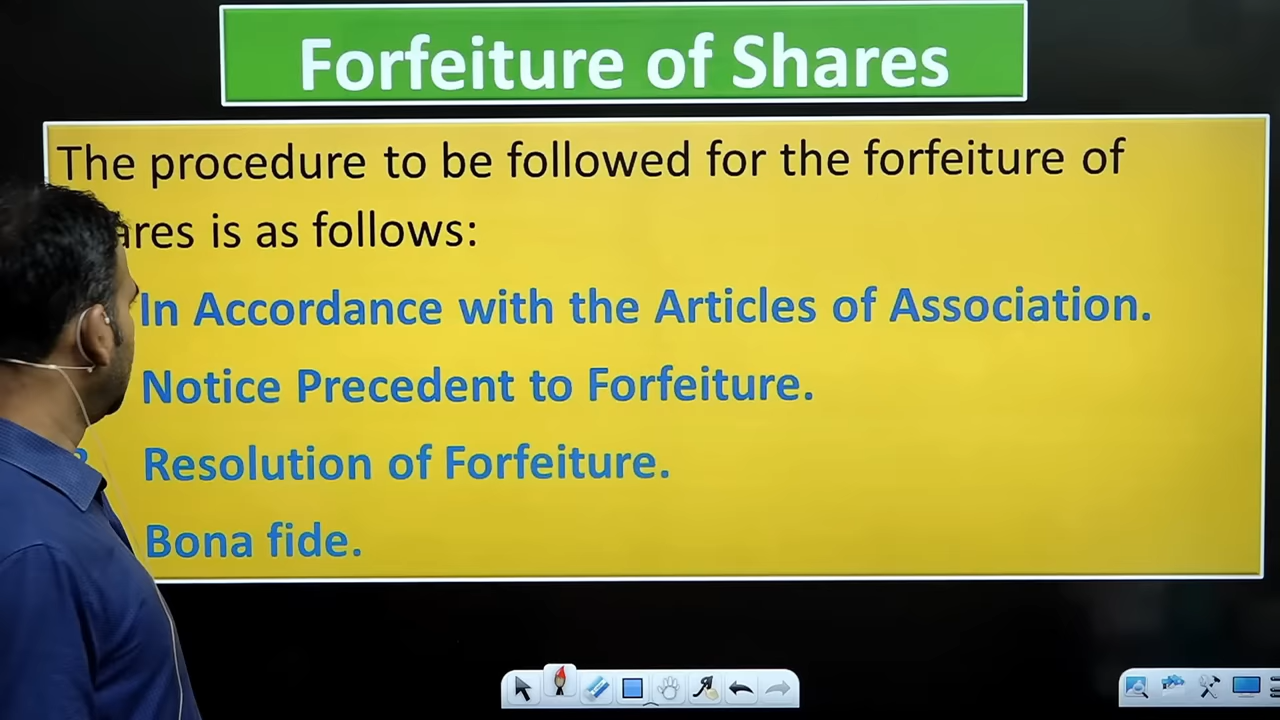 Forfeiture of Shares
The procedure to be followed for the forfeiture of
ares is as follows:
In Accordance with the Articles of Association.
Notice Precedent to Forfeiture.
Resolution of Forfeiture.
Bona fide.